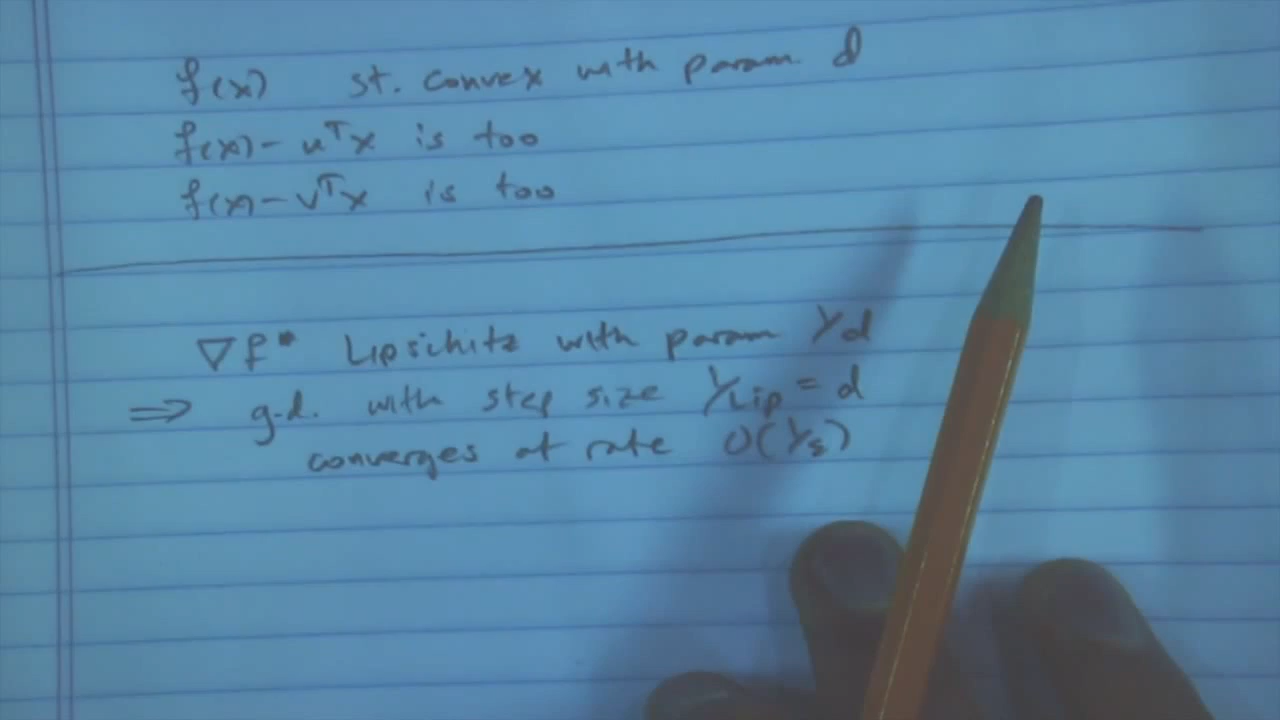 f(x) st. convex with param. d
f(x) - uᵀx is too
f(x) - vᵀx is too
∇f* Lipschitz with param 1/d
⇒ g.d. with step size 1/Lip = d
converges at rate O(1/ε)